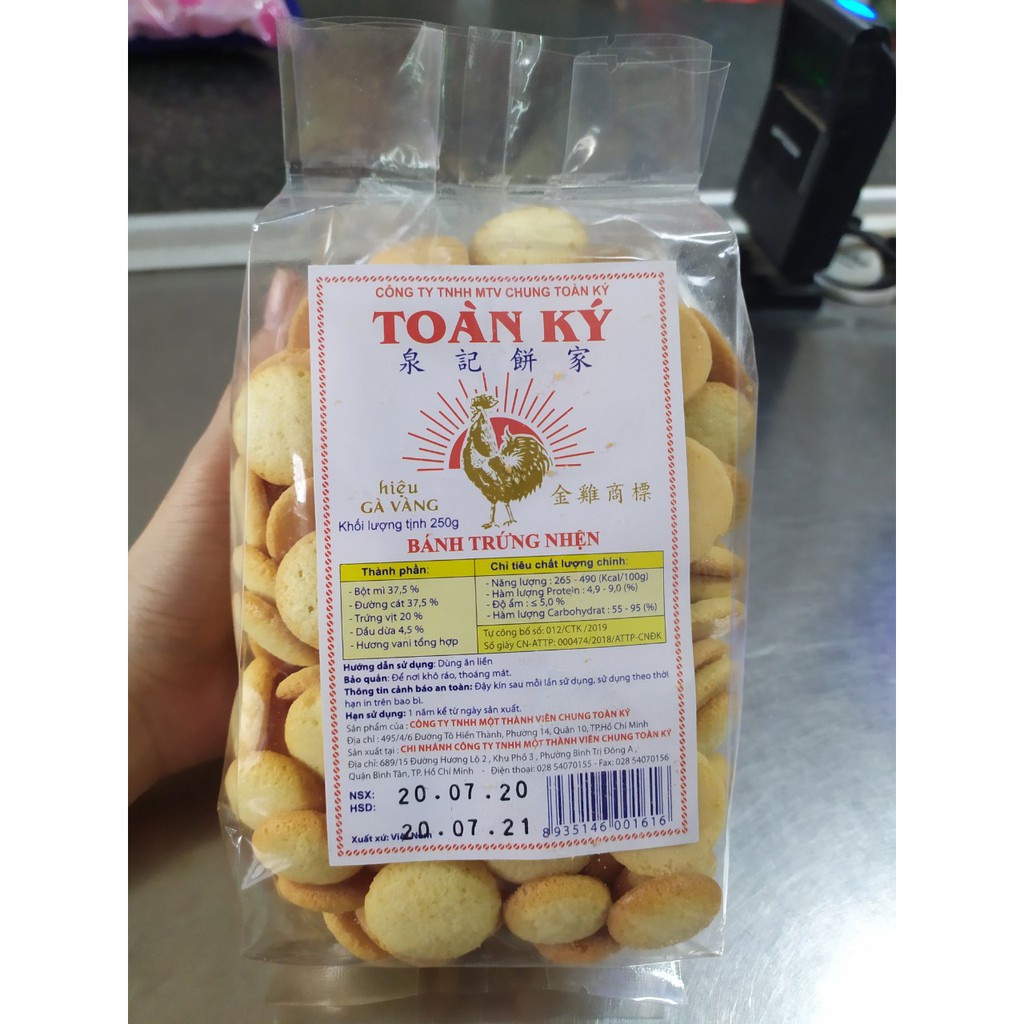 CÔNG TY TNHH MTV CHUNG TOÀN KÝ
TOÀN KÝ
泉記餅家
hiệu
GÀ VÀNG
金雞商標
Khối lượng tịnh 250g
BÁNH TRỨNG NHỆN
Thành phần:
- Bột mì 37,5 %
- Đường cát 37,5 %
- Trứng vịt 20 %
- Dầu dừa 4,5 %
- Hương vani tổng hợp
Chỉ tiêu chất lượng chính:
- Năng lượng : 265 - 490 (Kcal/100g)
- Hàm lượng Protein : 4,9 - 9,0 (%)
- Độ ẩm : ≤ 5,0 %
- Hàm lượng Carbohydrat : 55 - 95 (%)
Tự công bố số: 012/CTK /2019
Số giấy CN-ATTP: 000474/2018/ATTP-CNĐK
Hướng dẫn sử dụng: Dùng ăn liền
Bảo quản: Để nơi khô ráo, thoáng mát.
Thông tin cảnh báo an toàn: Đậy kín sau mỗi lần sử dụng, sử dụng theo thời
hạn in trên bao bì.
Hạn sử dụng: 1 năm kể từ ngày sản xuất.
Sản phẩm của : CÔNG TY TNHH MỘT THÀNH VIÊN CHUNG TOÀN KÝ
Địa chỉ : 495/4/6 Đường Tô Hiến Thành, Phường 14, Quận 10, TP.Hồ Chí Minh
Sản xuất tại : CHI NHÁNH CÔNG TY TNHH MỘT THÀNH VIÊN CHUNG TOÀN KÝ
Địa chỉ: 689/15 Đường Hương Lộ 2 , Khu Phố 3 , Phường Bình Trị Đông A ,
Quận Bình Tân, TP. Hồ Chí Minh - Điện thoại: 028 54070155 - Fax: 028 54070156
NSX: 20.07.20
HSD: 20.07.21
Xuất xứ: Việt Nam
8935146001616